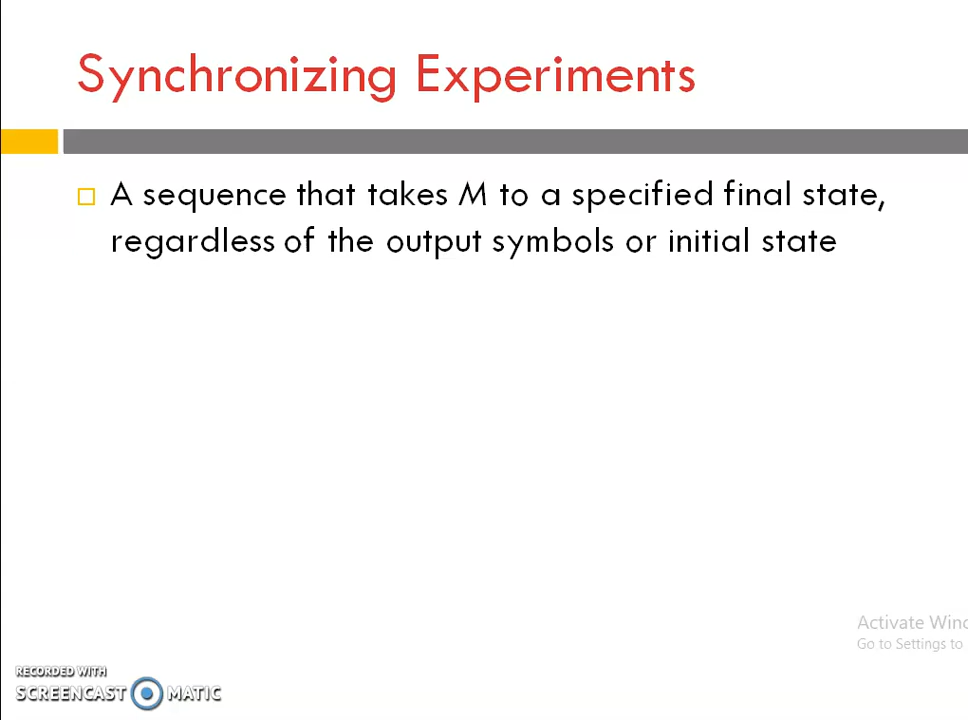 Synchronizing Experiments
A sequence that takes M to a specified final state,
regardless of the output symbols or initial state
Activate Wind
Go to Settings to
RECORDED WITH
SCREENCAST MATIC